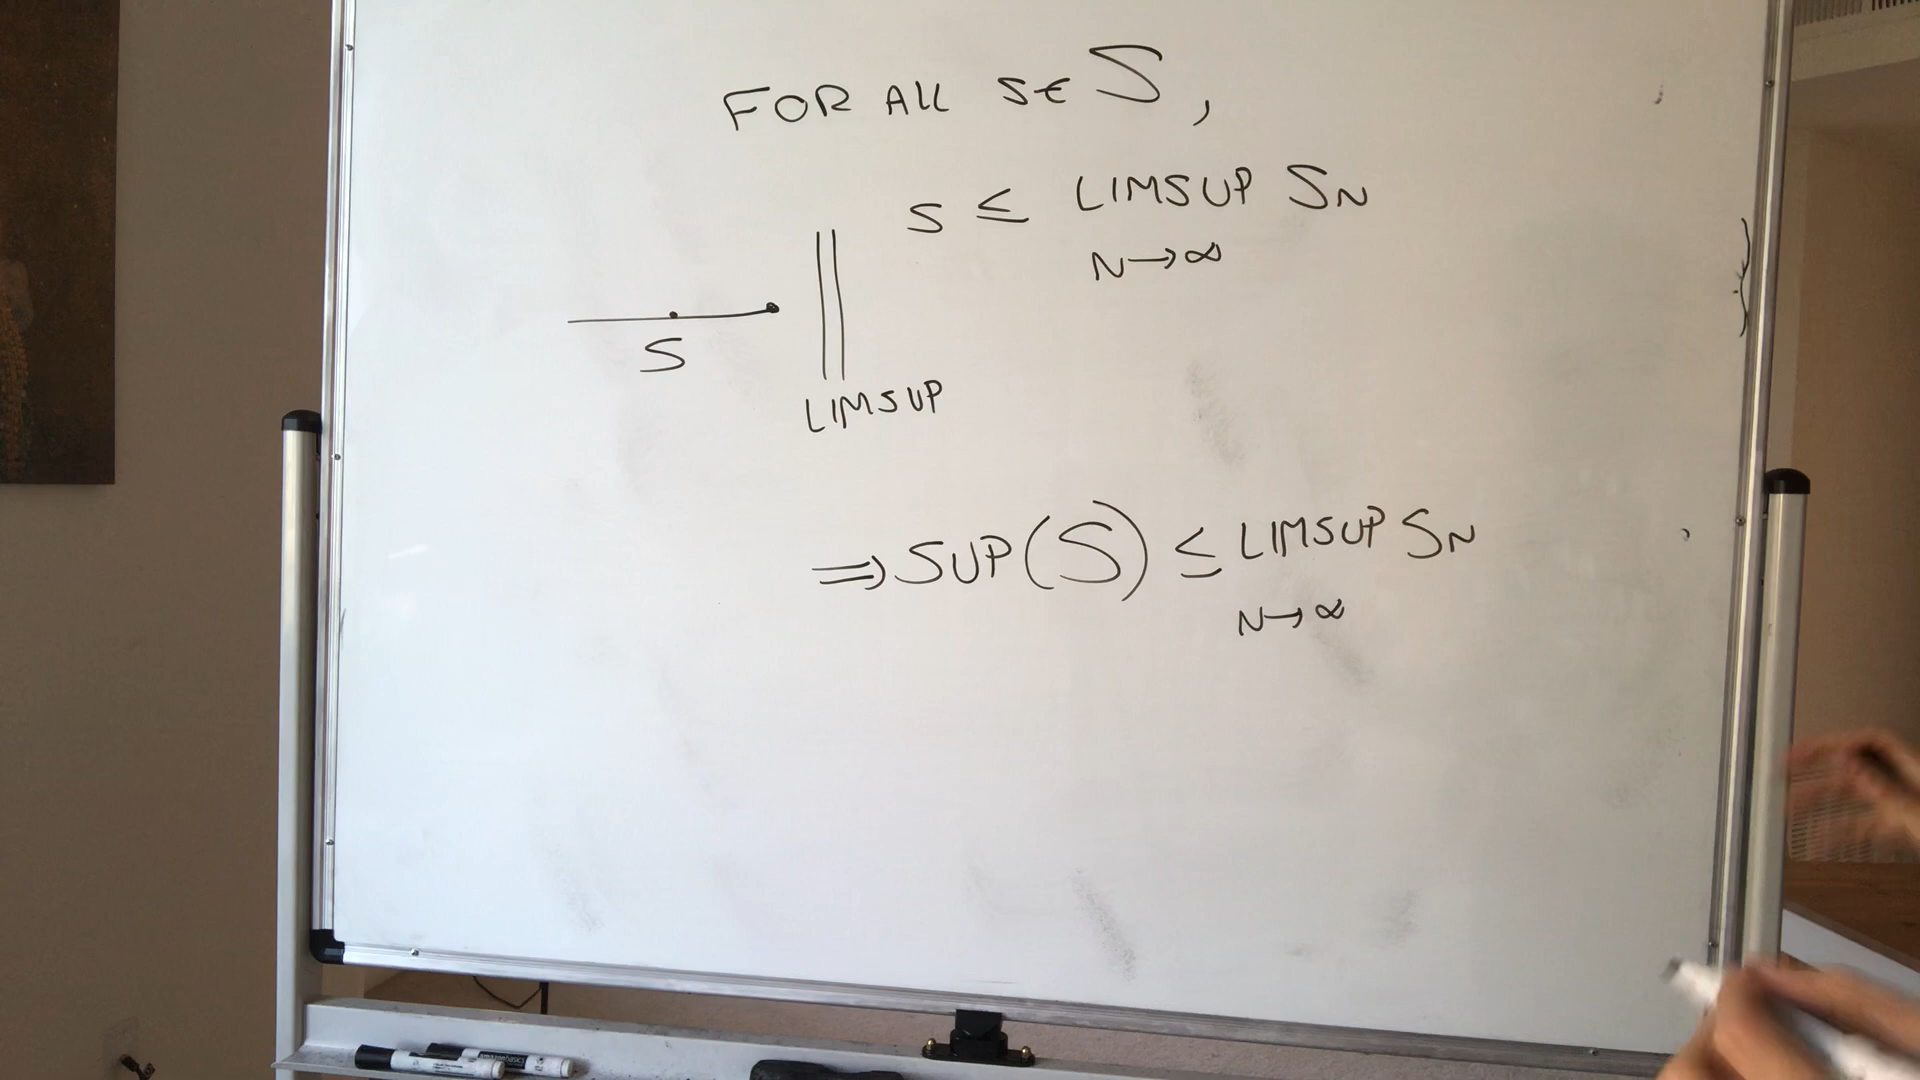 FOR ALL S ∈ S,
S ≤ LIMSUP SN
N → ∞
S
LIMSUP
⇒ SUP(S) ≤ LIMSUP SN
N → ∞